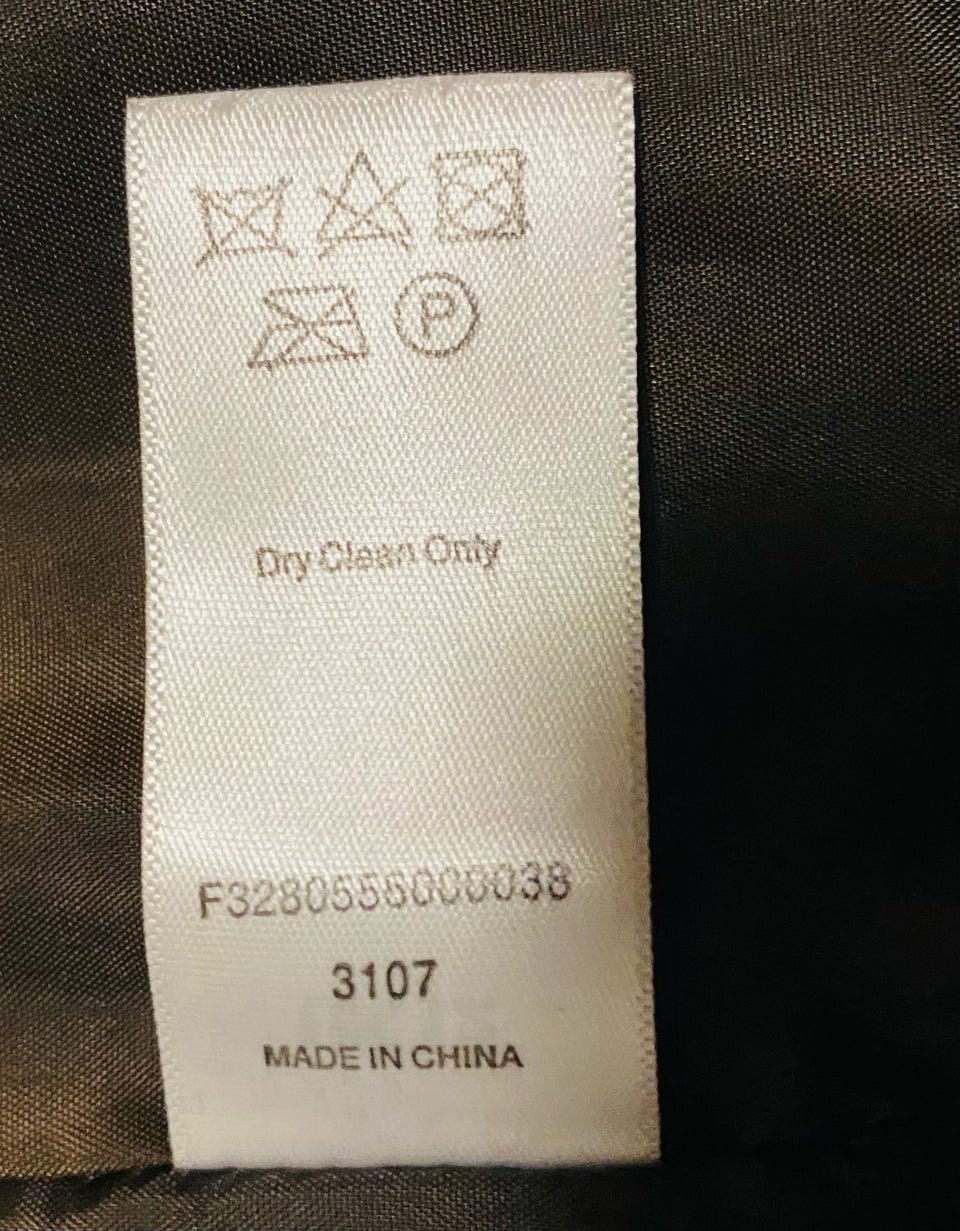 P
Dry Clean Only
3107
MADE IN CHINA